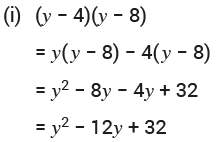 (i) (y − 4)(y − 8)
= y(y − 8) − 4(y − 8)
= y² − 8y − 4y + 32
= y² − 12y + 32